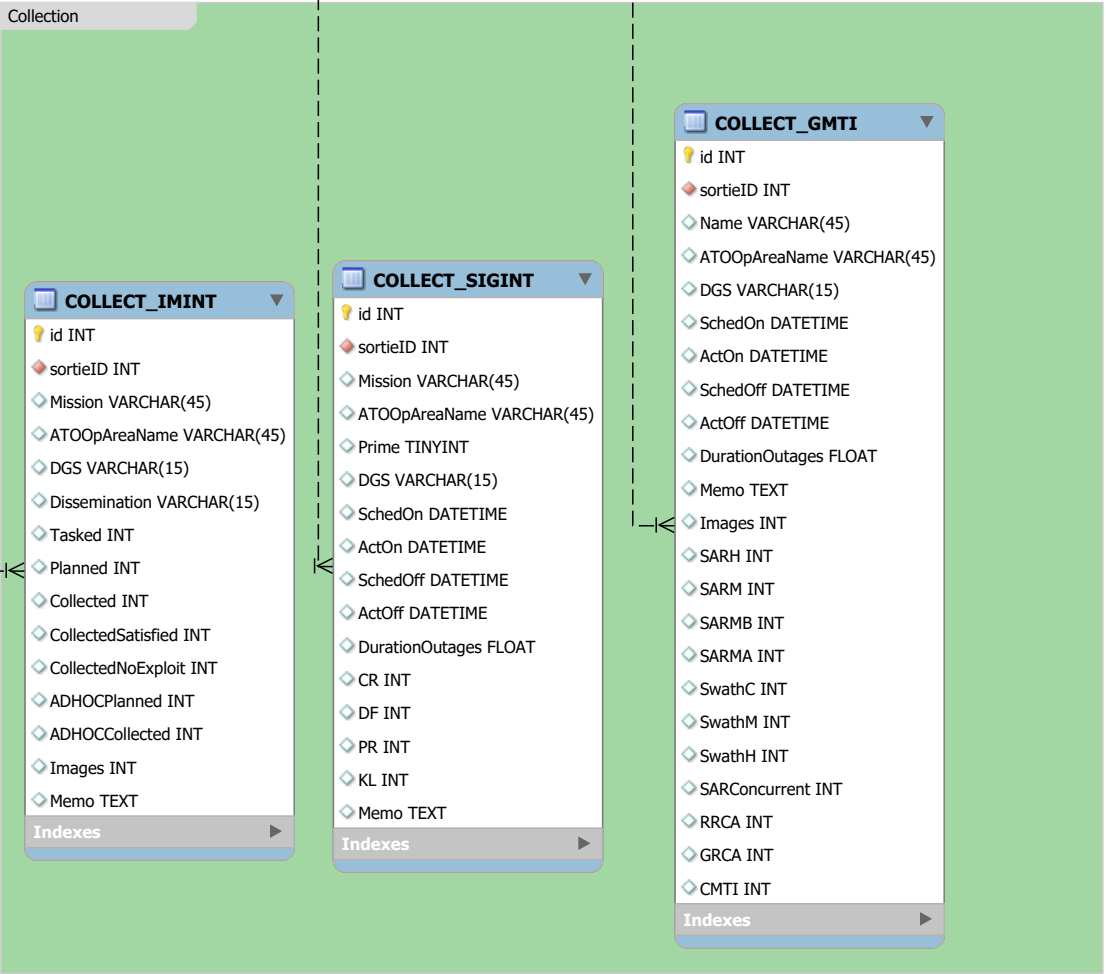 Collection
COLLECT_IMINT
id INT
sortieID INT
Mission VARCHAR(45)
ATOOpAreaName VARCHAR(45)
DGS VARCHAR(15)
Dissemination VARCHAR(15)
Tasked INT
Planned INT
Collected INT
CollectedSatisfied INT
CollectedNoExploit INT
ADHOCPlanned INT
ADHOCCollected INT
Images INT
Memo TEXT
Indexes
COLLECT_SIGINT
id INT
sortieID INT
Mission VARCHAR(45)
ATOOpAreaName VARCHAR(45)
Prime TINYINT
DGS VARCHAR(15)
SchedOn DATETIME
ActOn DATETIME
SchedOff DATETIME
ActOff DATETIME
DurationOutages FLOAT
CR INT
DF INT
PR INT
KL INT
Memo TEXT
Indexes
COLLECT_GMTI
id INT
sortieID INT
Name VARCHAR(45)
ATOOpAreaName VARCHAR(45)
DGS VARCHAR(15)
SchedOn DATETIME
ActOn DATETIME
SchedOff DATETIME
ActOff DATETIME
DurationOutages FLOAT
Memo TEXT
Images INT
SARH INT
SARM INT
SARMB INT
SARMA INT
SwathC INT
SwathM INT
SwathH INT
SARConcurrent INT
RRCA INT
GRCA INT
CMTI INT
Indexes